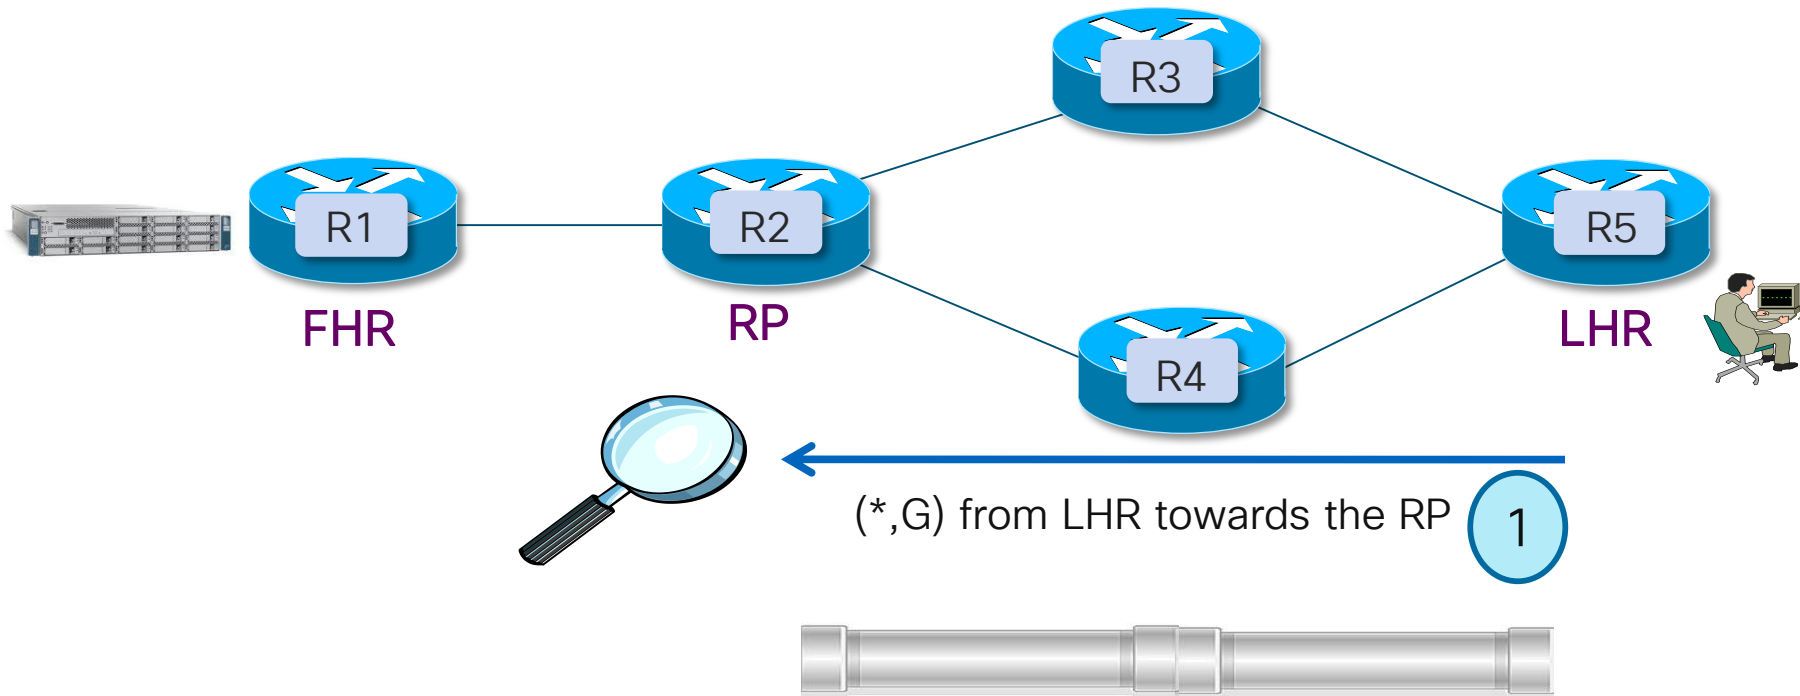 R3
R1
R2
R5
FHR
RP
LHR
R4
(*,G) from LHR towards the RP
1